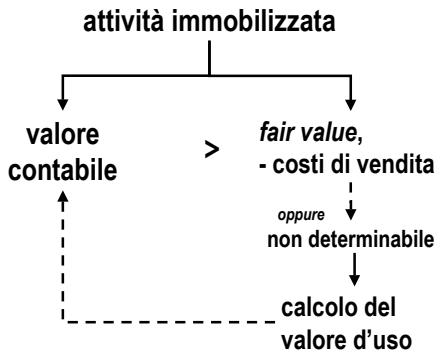 attività immobilizzata
valore
contabile
>
fair value,
- costi di vendita
oppure
non determinabile
calcolo del
valore d'uso